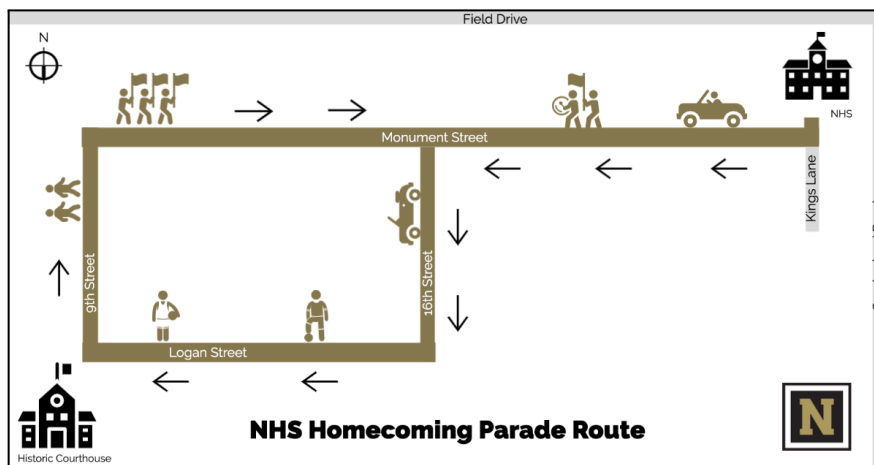 Field Drive
N
NHS
Monument Street
Kings Lane
9th Street
16th Street
Logan Street
NHS Homecoming Parade Route
N
Historic Courthouse